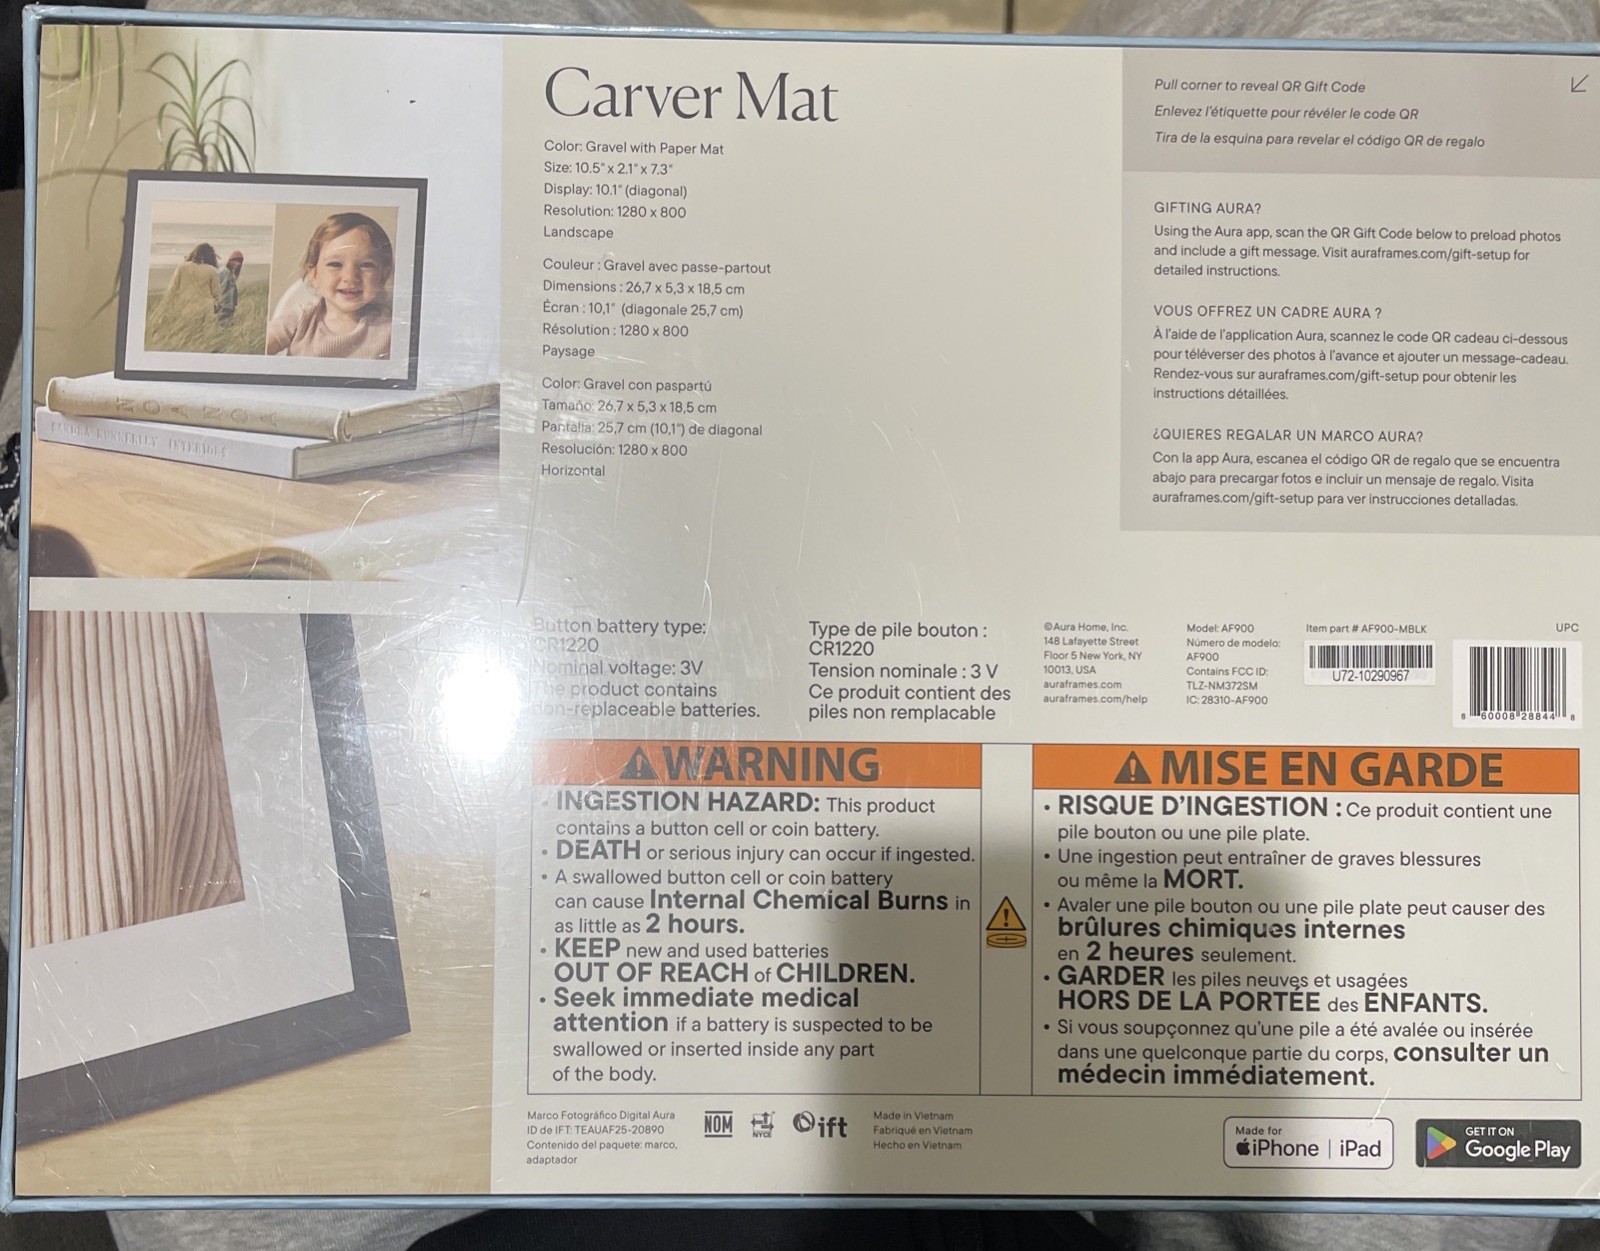 Carver Mat
Color: Gravel with Paper Mat
Size: 10.5" x 2.1" x 7.3"
Display: 10.1" (diagonal)
Resolution: 1280 x 800
Landscape
Couleur : Gravel avec passe-partout
Dimensions : 26,7 x 5,3 x 18,5 cm
Écran : 10,1" (diagonale 25,7 cm)
Résolution : 1280 x 800
Paysage
Color: Gravel con paspartú
Tamaño: 26,7 x 5,3 x 18,5 cm
Pantalla: 25,7 cm (10,1") de diagonal
Resolución: 1280 x 800
Horizontal
Pull corner to reveal QR Gift Code
Enlevez l'étiquette pour révéler le code QR
Tira de la esquina para revelar el código QR de regalo
GIFTING AURA?
Using the Aura app, scan the QR Gift Code below to preload photos
and include a gift message. Visit auraframes.com/gift-setup for
detailed instructions.
VOUS OFFREZ UN CADRE AURA ?
À l'aide de l'application Aura, scannez le code QR cadeau ci-dessous
pour téléverser des photos à l'avance et ajouter un message-cadeau.
Rendez-vous sur auraframes.com/gift-setup pour obtenir les
instructions détaillées.
¿QUIERES REGALAR UN MARCO AURA?
Con la app Aura, escanea el código QR de regalo que se encuentra
abajo para precargar fotos e incluir un mensaje de regalo. Visita
auraframes.com/gift-setup para ver instrucciones detalladas.
INTERIORS
Button battery type:
CR1220
Nominal voltage: 3V
The product contains
non-replaceable batteries.
Type de pile bouton :
CR1220
Tension nominale : 3 V
Ce produit contient des
piles non remplacable
©Aura Home, Inc.
148 Lafayette Street
Floor 5 New York, NY
10013, USA
auraframes.com
auraframes.com/help
Model: AF900
Número de modelo:
AF900
Contains FCC ID:
TLZ-NM372SM
IC: 28310-AF900
Item part # AF900-MBLK
U72-10290967
UPC
8 60008 28844 8
WARNING
• INGESTION HAZARD: This product
contains a button cell or coin battery.
• DEATH or serious injury can occur if ingested.
• A swallowed button cell or coin battery
can cause Internal Chemical Burns in
as little as 2 hours.
• KEEP new and used batteries
OUT OF REACH of CHILDREN.
• Seek immediate medical
attention if a battery is suspected to be
swallowed or inserted inside any part
of the body.
MISE EN GARDE
• RISQUE D'INGESTION : Ce produit contient une
pile bouton ou une pile plate.
• Une ingestion peut entraîner de graves blessures
ou même la MORT.
• Avaler une pile bouton ou une pile plate peut causer des
brûlures chimiques internes
en 2 heures seulement.
• GARDER les piles neuves et usagées
HORS DE LA PORTÉE des ENFANTS.
• Si vous soupçonnez qu'une pile a été avalée ou insérée
dans une quelconque partie du corps, consulter un
médecin immédiatement.
Marco Fotográfico Digital Aura
ID de IFT: TEAUAF25-20890
Contenido del paquete: marco,
adaptador
NOM
NYCE
ift
Made in Vietnam
Fabriqué en Vietnam
Hecho en Vietnam
Made for
iPhone | iPad
GET IT ON
Google Play